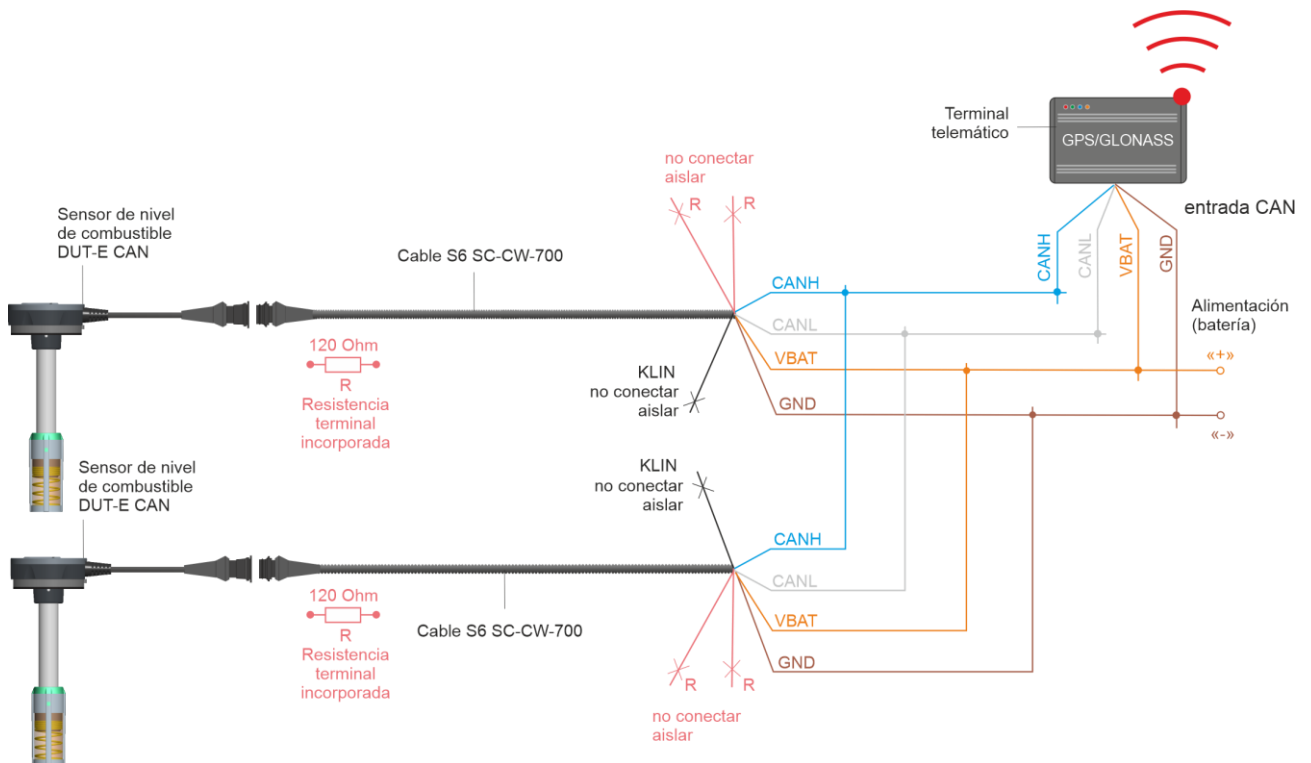 Terminal
telemático
GPS/GLONASS
entrada CAN
CANH
CANL
VBAT
GND
Alimentación
(batería)
«+»
«-»
no conectar
aislar
R
R
Sensor de nivel
de combustible
DUT-E CAN
Cable S6 SC-CW-700
120 Ohm
R
Resistencia
terminal
incorporada
KLIN
no conectar
aislar
CANH
CANL
VBAT
GND
Sensor de nivel
de combustible
DUT-E CAN
Cable S6 SC-CW-700
120 Ohm
R
Resistencia
terminal
incorporada
KLIN
no conectar
aislar
CANH
CANL
VBAT
GND
R
R
no conectar
aislar